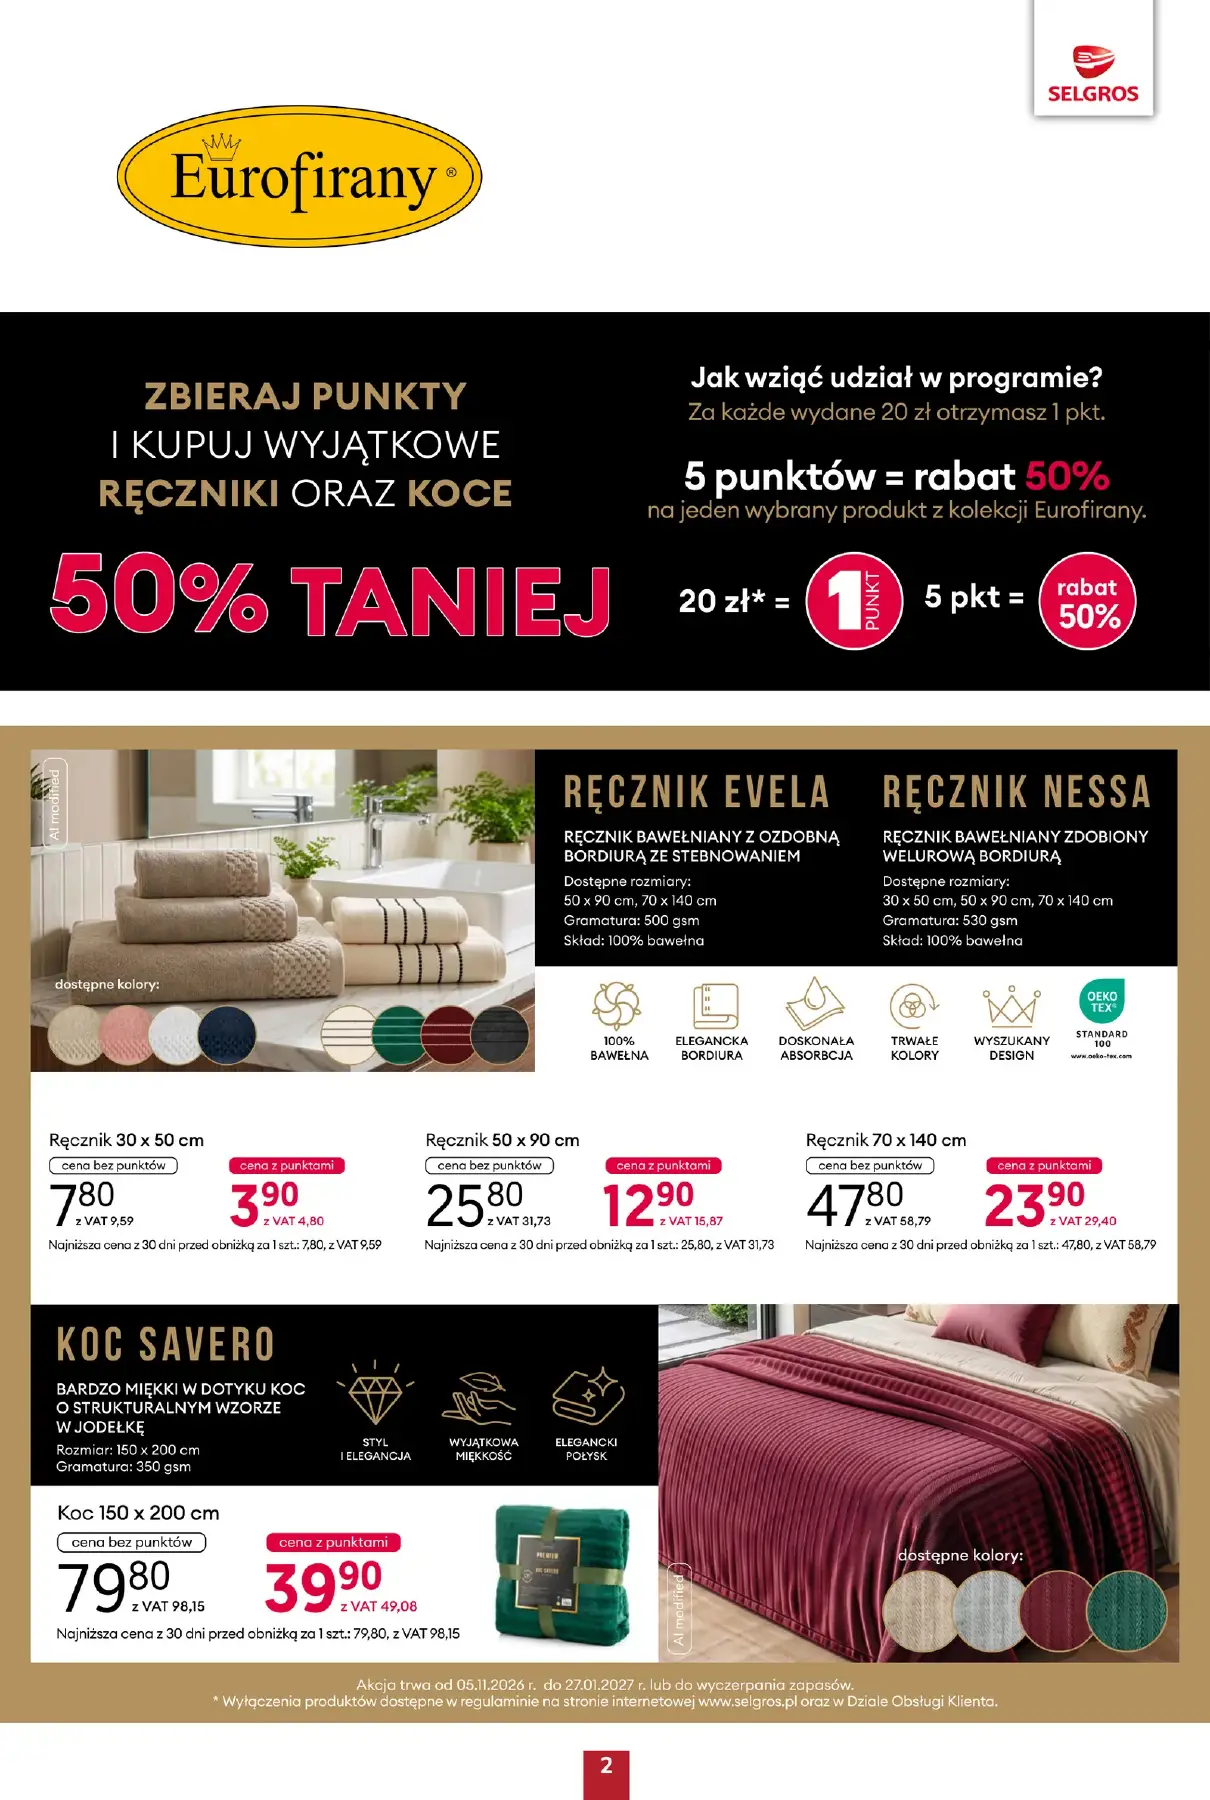 SELGROS
Eurofirany ®
ZBIERAJ PUNKTY
I KUPUJ WYJĄTKOWE
RĘCZNIKI ORAZ KOCE
50% TANIEJ
Jak wziąć udział w programie?
Za każde wydane 20 zł otrzymasz 1 pkt.
5 punktów = rabat 50%
na jeden wybrany produkt z kolekcji Eurofirany.
20 zł* = 1 PUNKT 5 pkt = rabat 50%
AI modified
dostępne kolory:
RĘCZNIK EVELA
RĘCZNIK BAWEŁNIANY Z OZDOBNĄ
BORDIURĄ ZE STEBNOWANIEM
Dostępne rozmiary:
50 x 90 cm, 70 x 140 cm
Gramatura: 500 gsm
Skład: 100% bawełna
RĘCZNIK NESSA
RĘCZNIK BAWEŁNIANY ZDOBIONY
WELUROWĄ BORDIURĄ
Dostępne rozmiary:
30 x 50 cm, 50 x 90 cm, 70 x 140 cm
Gramatura: 530 gsm
Skład: 100% bawełna
100%
BAWEŁNA
ELEGANCKA
BORDIURA
DOSKONAŁA
ABSORBCJA
TRWAŁE
KOLORY
WYSZUKANY
DESIGN
OEKO
TEX®
STANDARD
100
www.oeko-tex.com
Ręcznik 30 x 50 cm
cena bez punktów
7 80
z VAT 9,59
cena z punktami
3 90
z VAT 4,80
Najniższa cena z 30 dni przed obniżką za 1 szt.: 7,80, z VAT 9,59
Ręcznik 50 x 90 cm
cena bez punktów
25 80
z VAT 31,73
cena z punktami
12 90
z VAT 15,87
Najniższa cena z 30 dni przed obniżką za 1 szt.: 25,80, z VAT 31,73
Ręcznik 70 x 140 cm
cena bez punktów
47 80
z VAT 58,79
cena z punktami
23 90
z VAT 29,40
Najniższa cena z 30 dni przed obniżką za 1 szt.: 47,80, z VAT 58,79
KOC SAVERO
BARDZO MIĘKKI W DOTYKU KOC
O STRUKTURALNYM WZORZE
W JODEŁKĘ
Rozmiar: 150 x 200 cm
Gramatura: 350 gsm
STYL
I ELEGANCJA
WYJĄTKOWA
MIĘKKOŚĆ
ELEGANCKI
POŁYSK
Koc 150 x 200 cm
cena bez punktów
79 80
z VAT 98,15
cena z punktami
39 90
z VAT 49,08
Najniższa cena z 30 dni przed obniżką za 1 szt.: 79,80, z VAT 98,15
PREMIUM
AI modified
dostępne kolory:
Akcja trwa od 05.11.2026 r. do 27.01.2027 r. lub do wyczerpania zapasów.
* Wyłączenia produktów dostępne w regulaminie na stronie internetowej www.selgros.pl oraz w Dziale Obsługi Klienta.
2